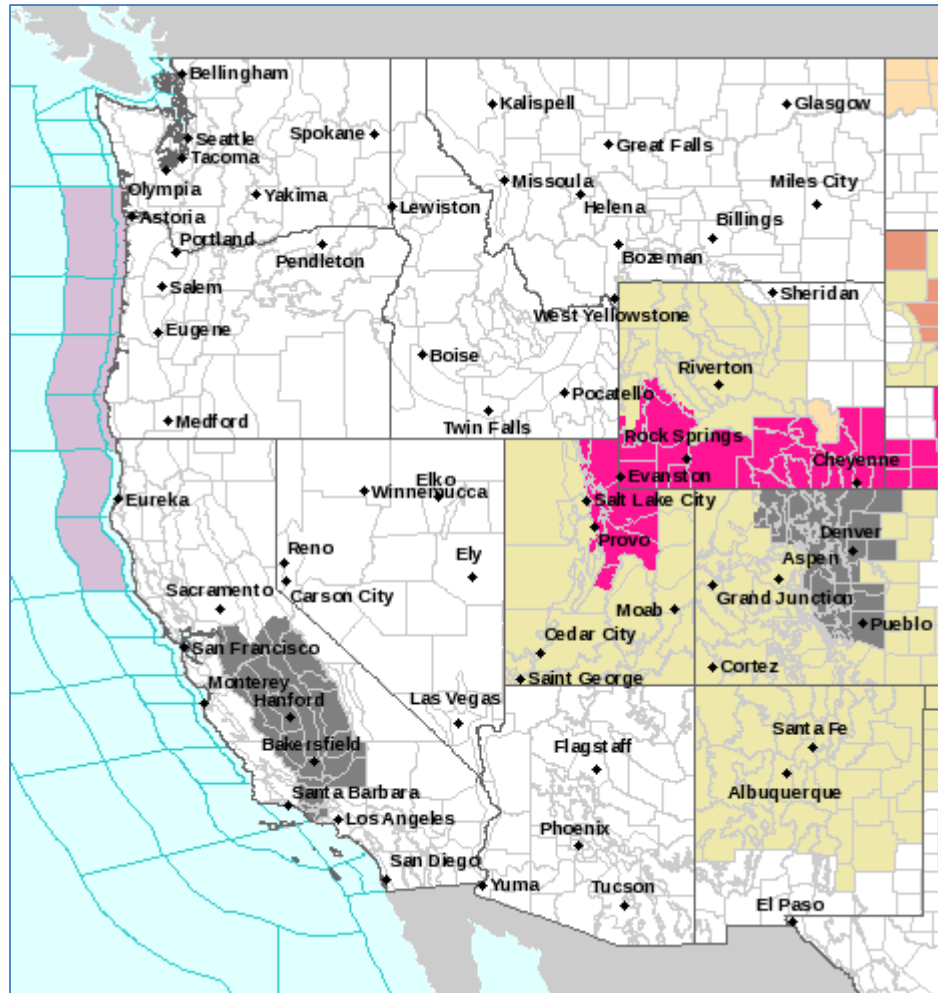 Bellingham
Kalispell
Glasgow
Seattle
Spokane
Great Falls
Tacoma
Missoula
Miles City
Olympia
Yakima
Helena
Lewiston
Astoria
Billings
Portland
Pendleton
Bozeman
Salem
Sheridan
West Yellowstone
Eugene
Boise
Riverton
Pocatello
Medford
Twin Falls
Rock Springs
Cheyenne
Elko
Evanston
Winnemucca
Eureka
Salt Lake City
Provo
Denver
Reno
Ely
Aspen
Sacramento
Carson City
Grand Junction
Moab
Pueblo
San Francisco
Cedar City
Cortez
Saint George
Monterey
Hanford
Las Vegas
Santa Fe
Bakersfield
Flagstaff
Albuquerque
Santa Barbara
Los Angeles
Phoenix
San Diego
Yuma
Tucson
El Paso